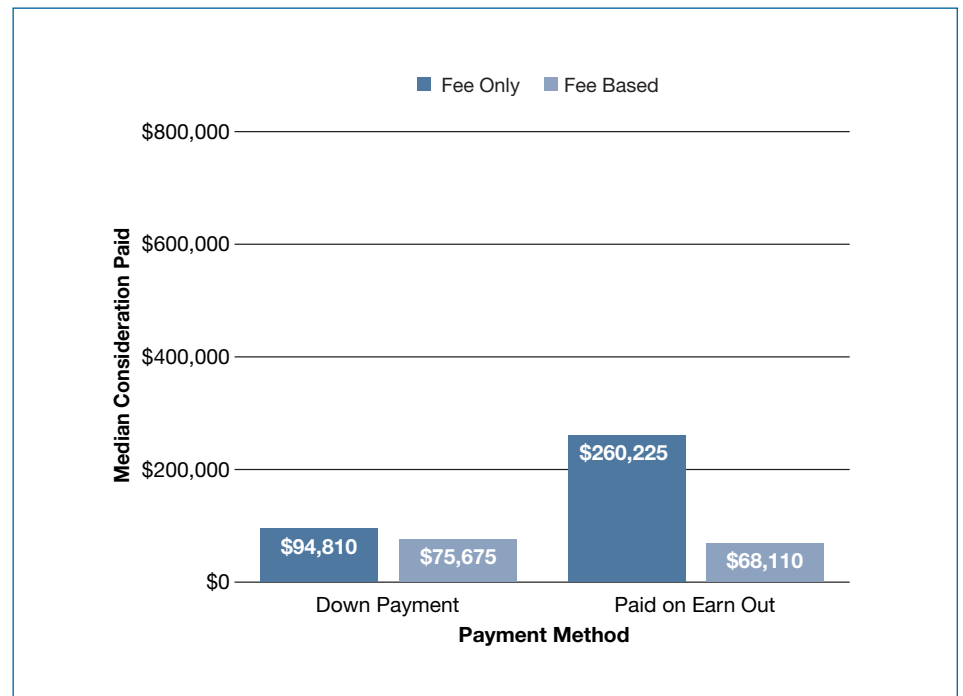 Fee Only Fee Based
$800,000
$600,000
$400,000
$200,000
$0
Median Consideration Paid
$94,810
$75,675
$260,225
$68,110
Down Payment
Paid on Earn Out
Payment Method